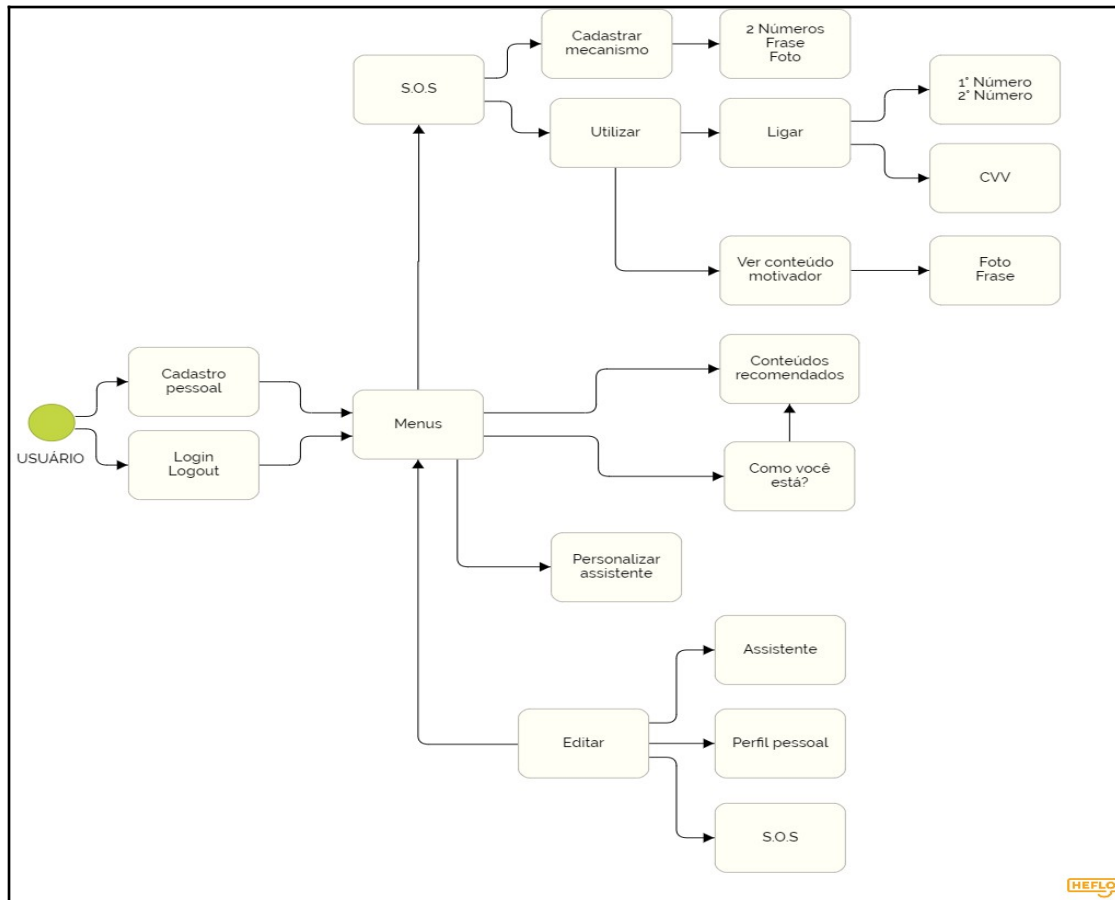 Cadastrar
mecanismo
2 Números
Frase
Foto
S.O.S
1° Número
2° Número
Utilizar
Ligar
CVV
Ver conteúdo
motivador
Foto
Frase
Cadastro
pessoal
Conteúdos
recomendados
Menus
USUÁRIO
Login
Logout
Como você
está?
Personalizar
assistente
Assistente
Editar
Perfil pessoal
S.O.S
HEFLO